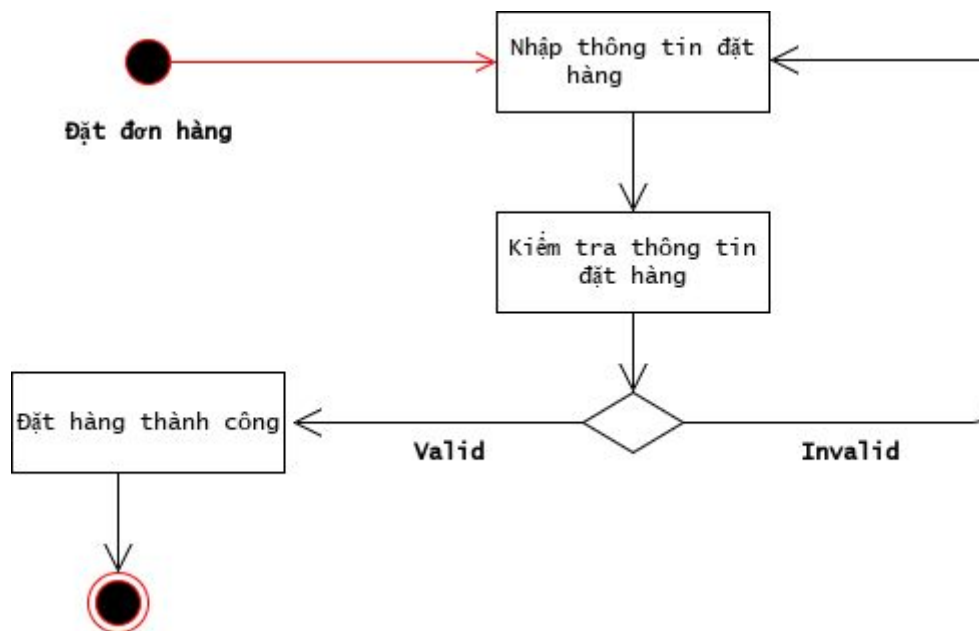 Nhập thông tin đặt
hàng
Đặt đơn hàng
Kiểm tra thông tin
đặt hàng
Đặt hàng thành công
Valid
Invalid